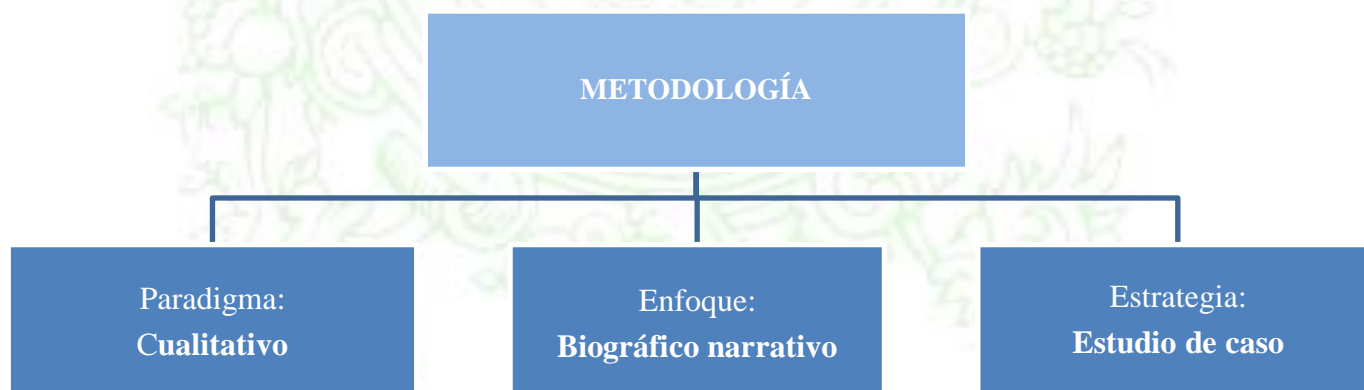 METODOLOGÍA
Paradigma:
Cualitativo
Enfoque:
Biográfico narrativo
Estrategia:
Estudio de caso